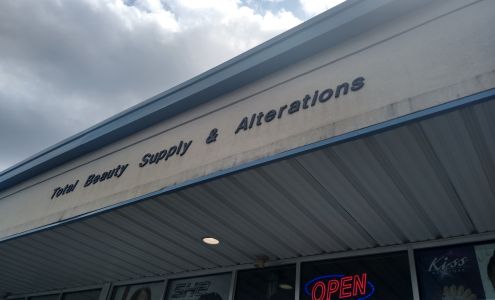 Total Beauty Supply & Alterations
OPEN
Kiss